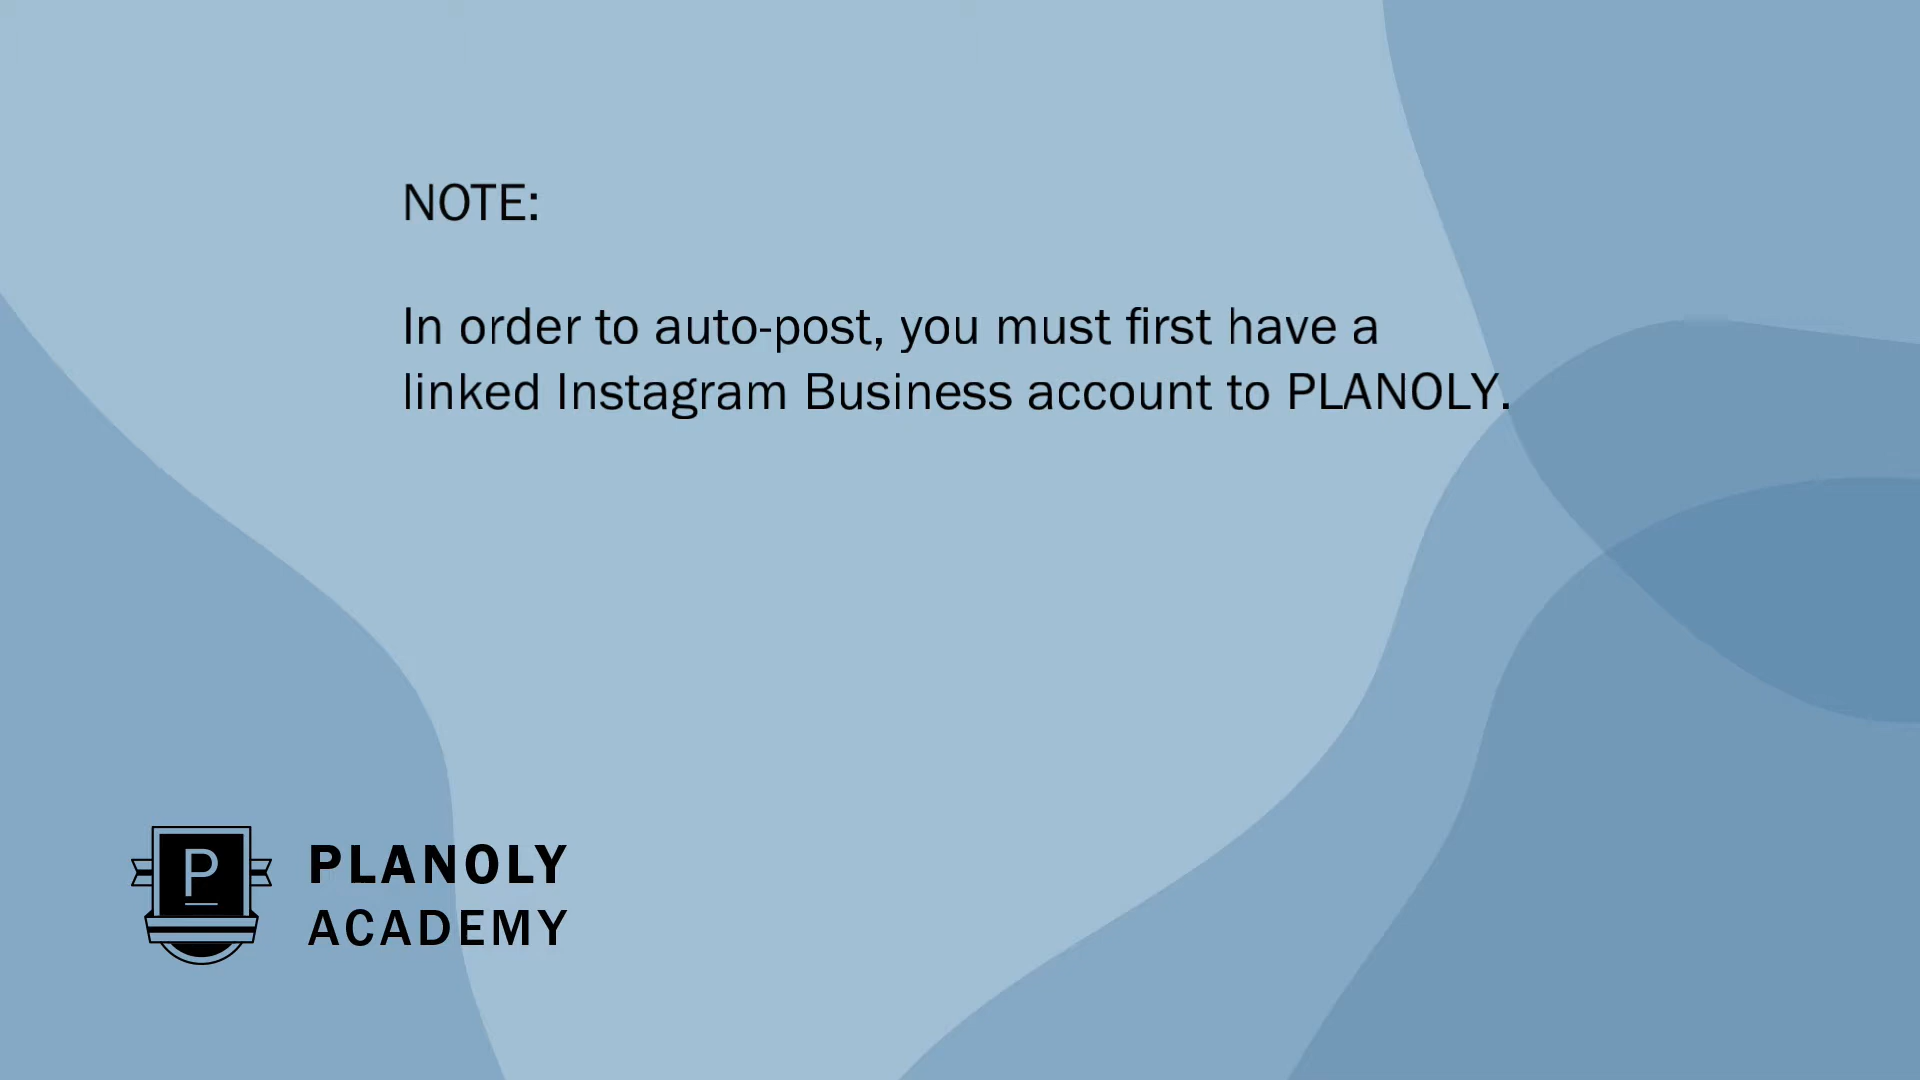 NOTE:
In order to auto-post, you must first have a
linked Instagram Business account to PLANOLY.
P
PLANOLY
ACADEMY